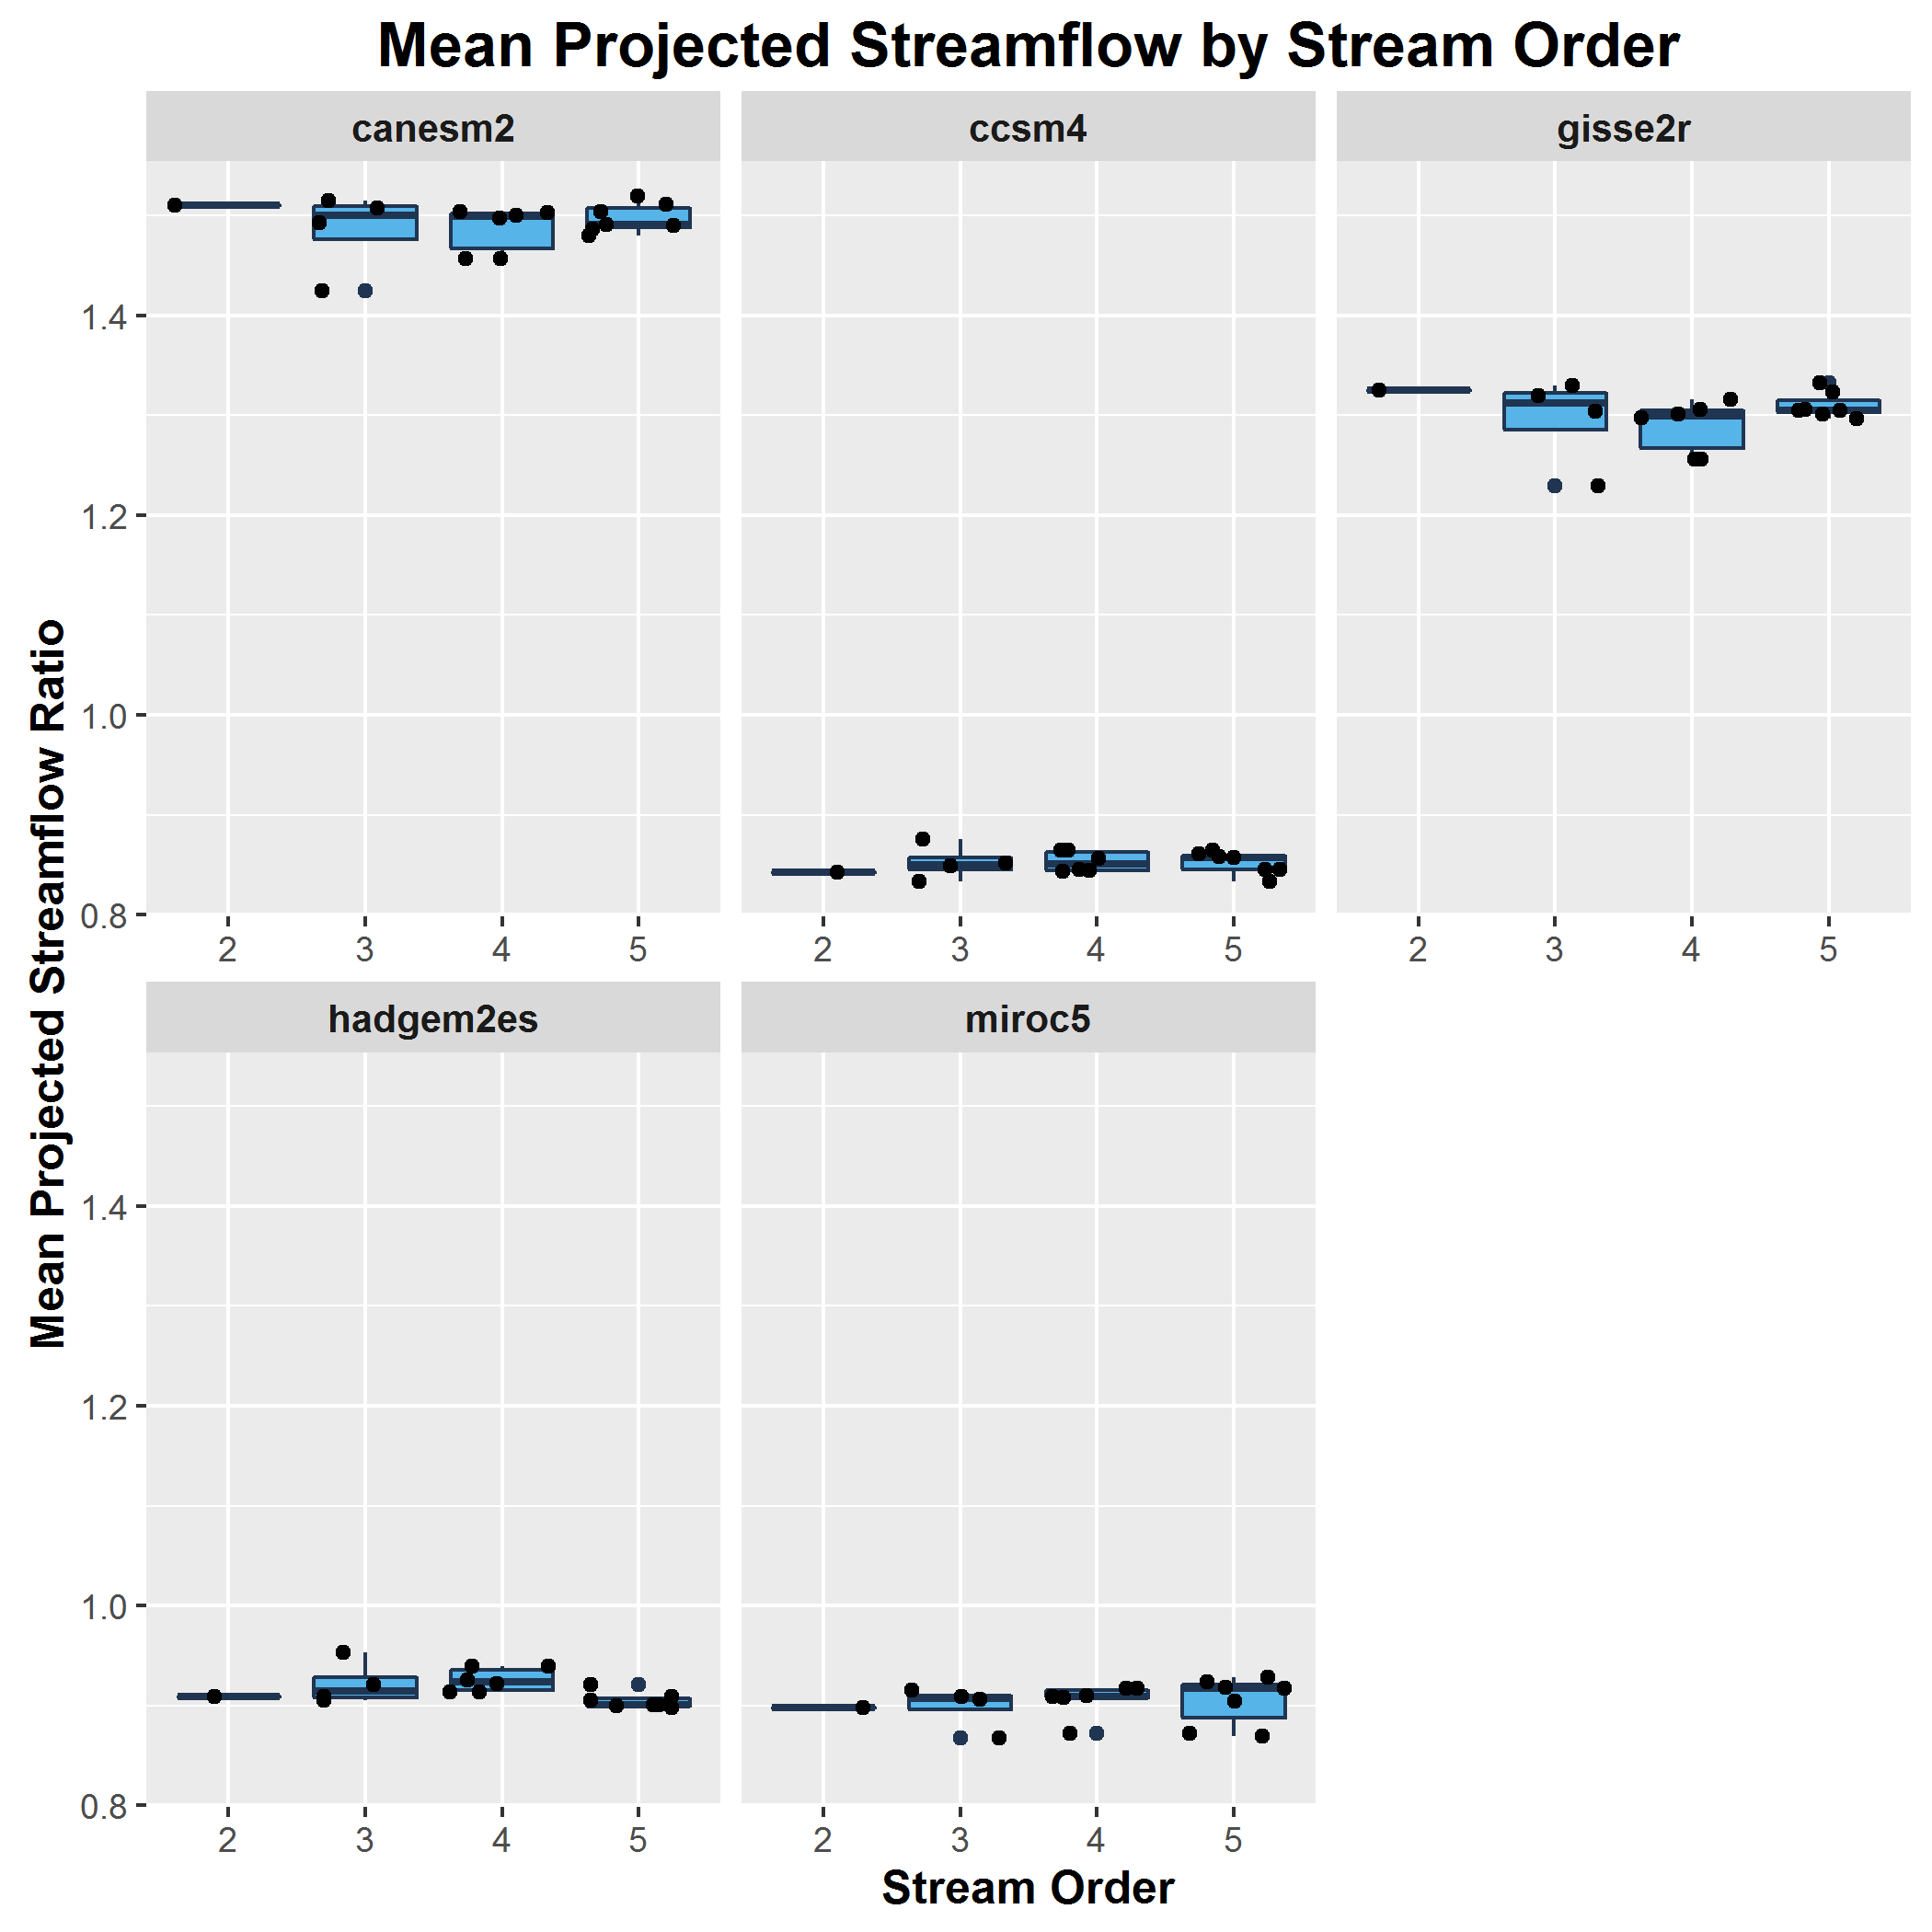 Mean Projected Streamflow by Stream Order
canesm2 ccsm4 gisse2r
1.4
1.2
1.0
0.8
2 3 4 5 2 3 4 5 2 3 4 5
Mean Projected Streamflow Ratio
hadgem2es miroc5
1.4
1.2
1.0
0.8
2 3 4 5 2 3 4 5
Stream Order